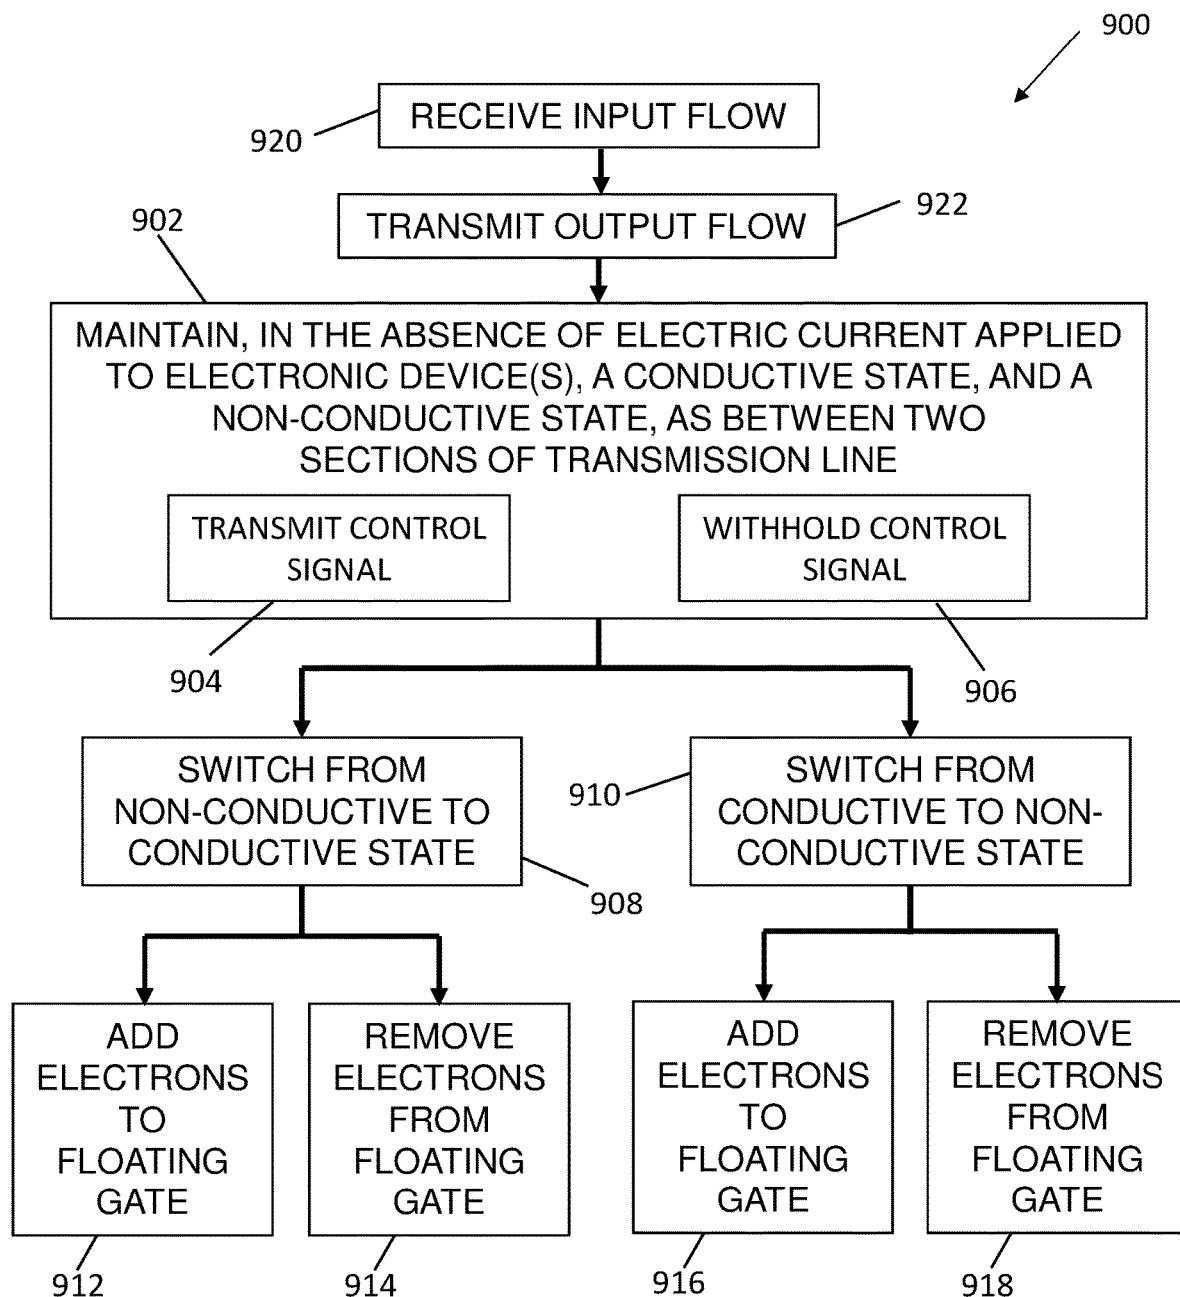 900
RECEIVE INPUT FLOW
920
TRANSMIT OUTPUT FLOW
922
902
MAINTAIN, IN THE ABSENCE OF ELECTRIC CURRENT APPLIED
TO ELECTRONIC DEVICE(S), A CONDUCTIVE STATE, AND A
NON-CONDUCTIVE STATE, AS BETWEEN TWO
SECTIONS OF TRANSMISSION LINE
TRANSMIT CONTROL
SIGNAL
WITHHOLD CONTROL
SIGNAL
904
906
SWITCH FROM
NON-CONDUCTIVE TO
CONDUCTIVE STATE
908
910
SWITCH FROM
CONDUCTIVE TO NON-
CONDUCTIVE STATE
ADD
ELECTRONS
TO
FLOATING
GATE
REMOVE
ELECTRONS
FROM
FLOATING
GATE
ADD
ELECTRONS
TO
FLOATING
GATE
REMOVE
ELECTRONS
FROM
FLOATING
GATE
912
914
916
918